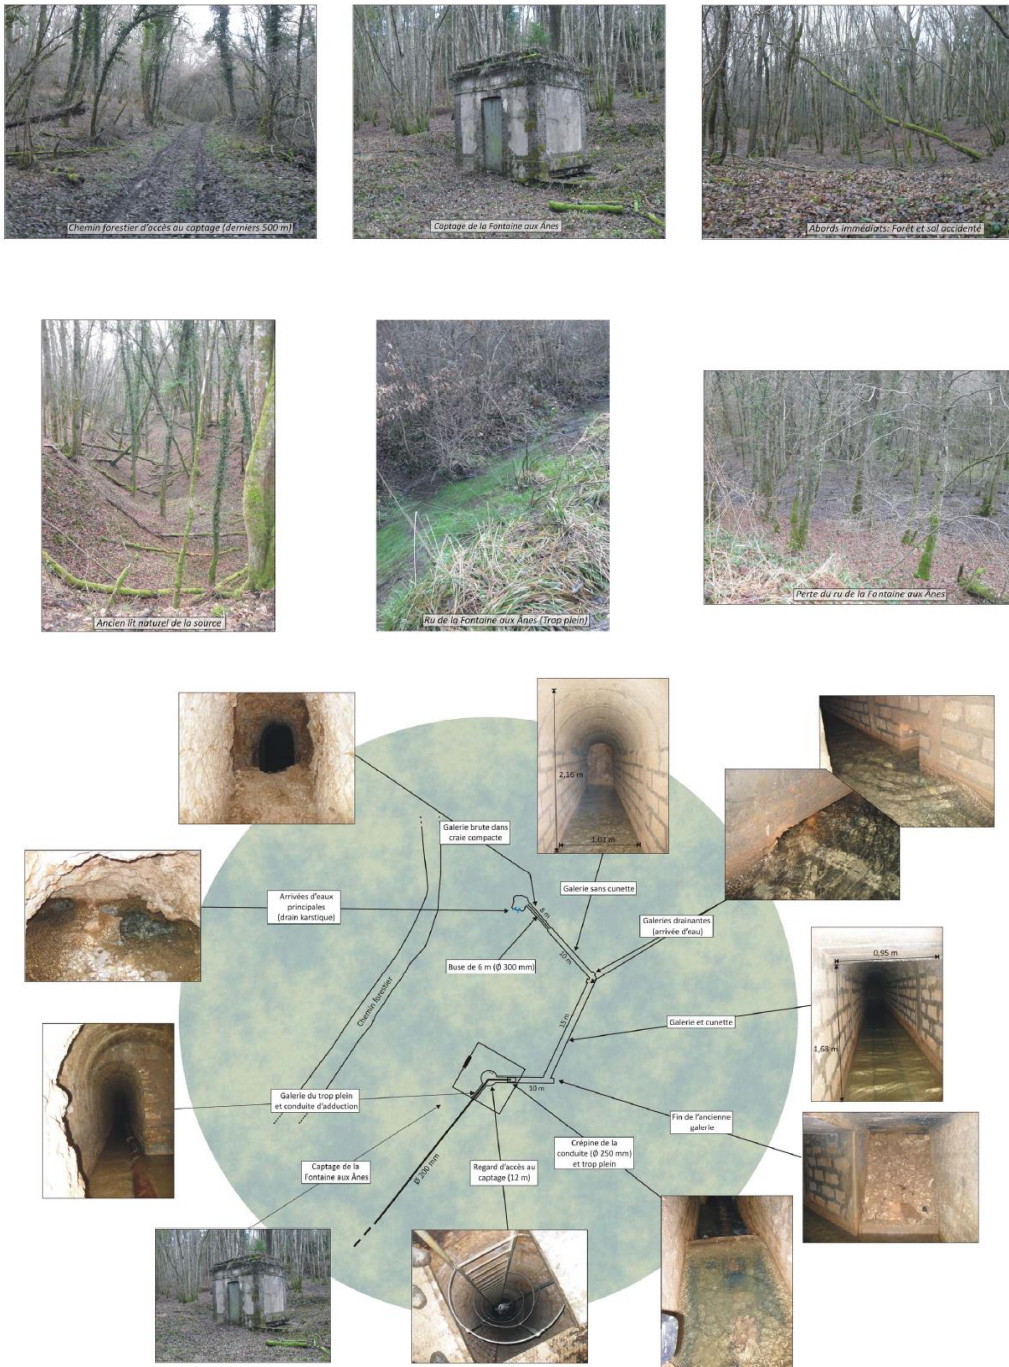 Chemin forestier d'accès au captage (derniers 500 m)
Captage de la Fontaine aux Ânes
Abords immédiats: Forêt et sol accidenté
Ancien lit naturel de la source
Ru de la Fontaine aux Ânes (Trop plein)
Perte du ru de la Fontaine aux Ânes
2,16 m
1.01 m
Galerie brute dans
craie compacte
Galerie sans cunette
Arrivées d'eaux
principales
(drain karstique)
8 m
Galeries drainantes
(arrivée d'eau)
10 m
Buse de 6 m (Ø 300 mm)
0,95 m
Chemin forestier
15 m
Galerie et cunette
1,68 m
10 m
Galerie du trop plein
et conduite d'adduction
Fin de l'ancienne
galerie
Captage de la
Fontaine aux Ânes
Ø 200 mm
Regard d'accès au
captage (12 m)
Crépine de la
conduite (Ø 250 mm)
et trop plein